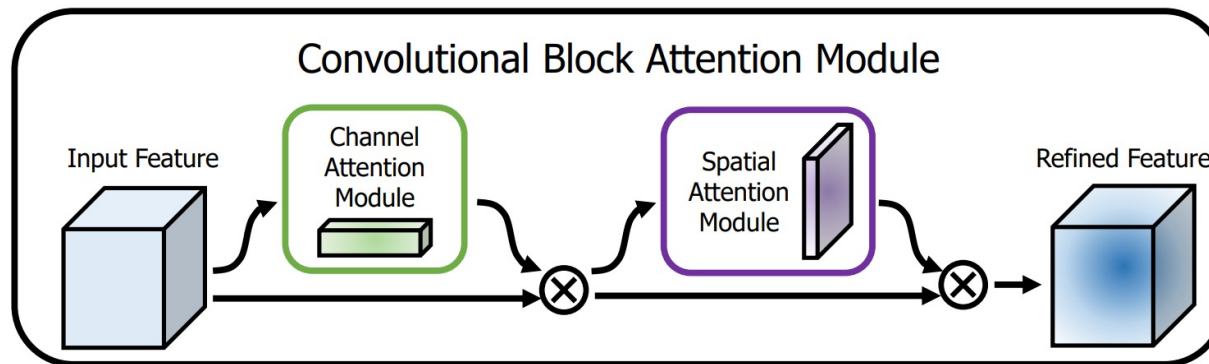 Convolutional Block Attention Module
Input Feature
Channel
Attention
Module
Spatial
Attention
Module
Refined Feature